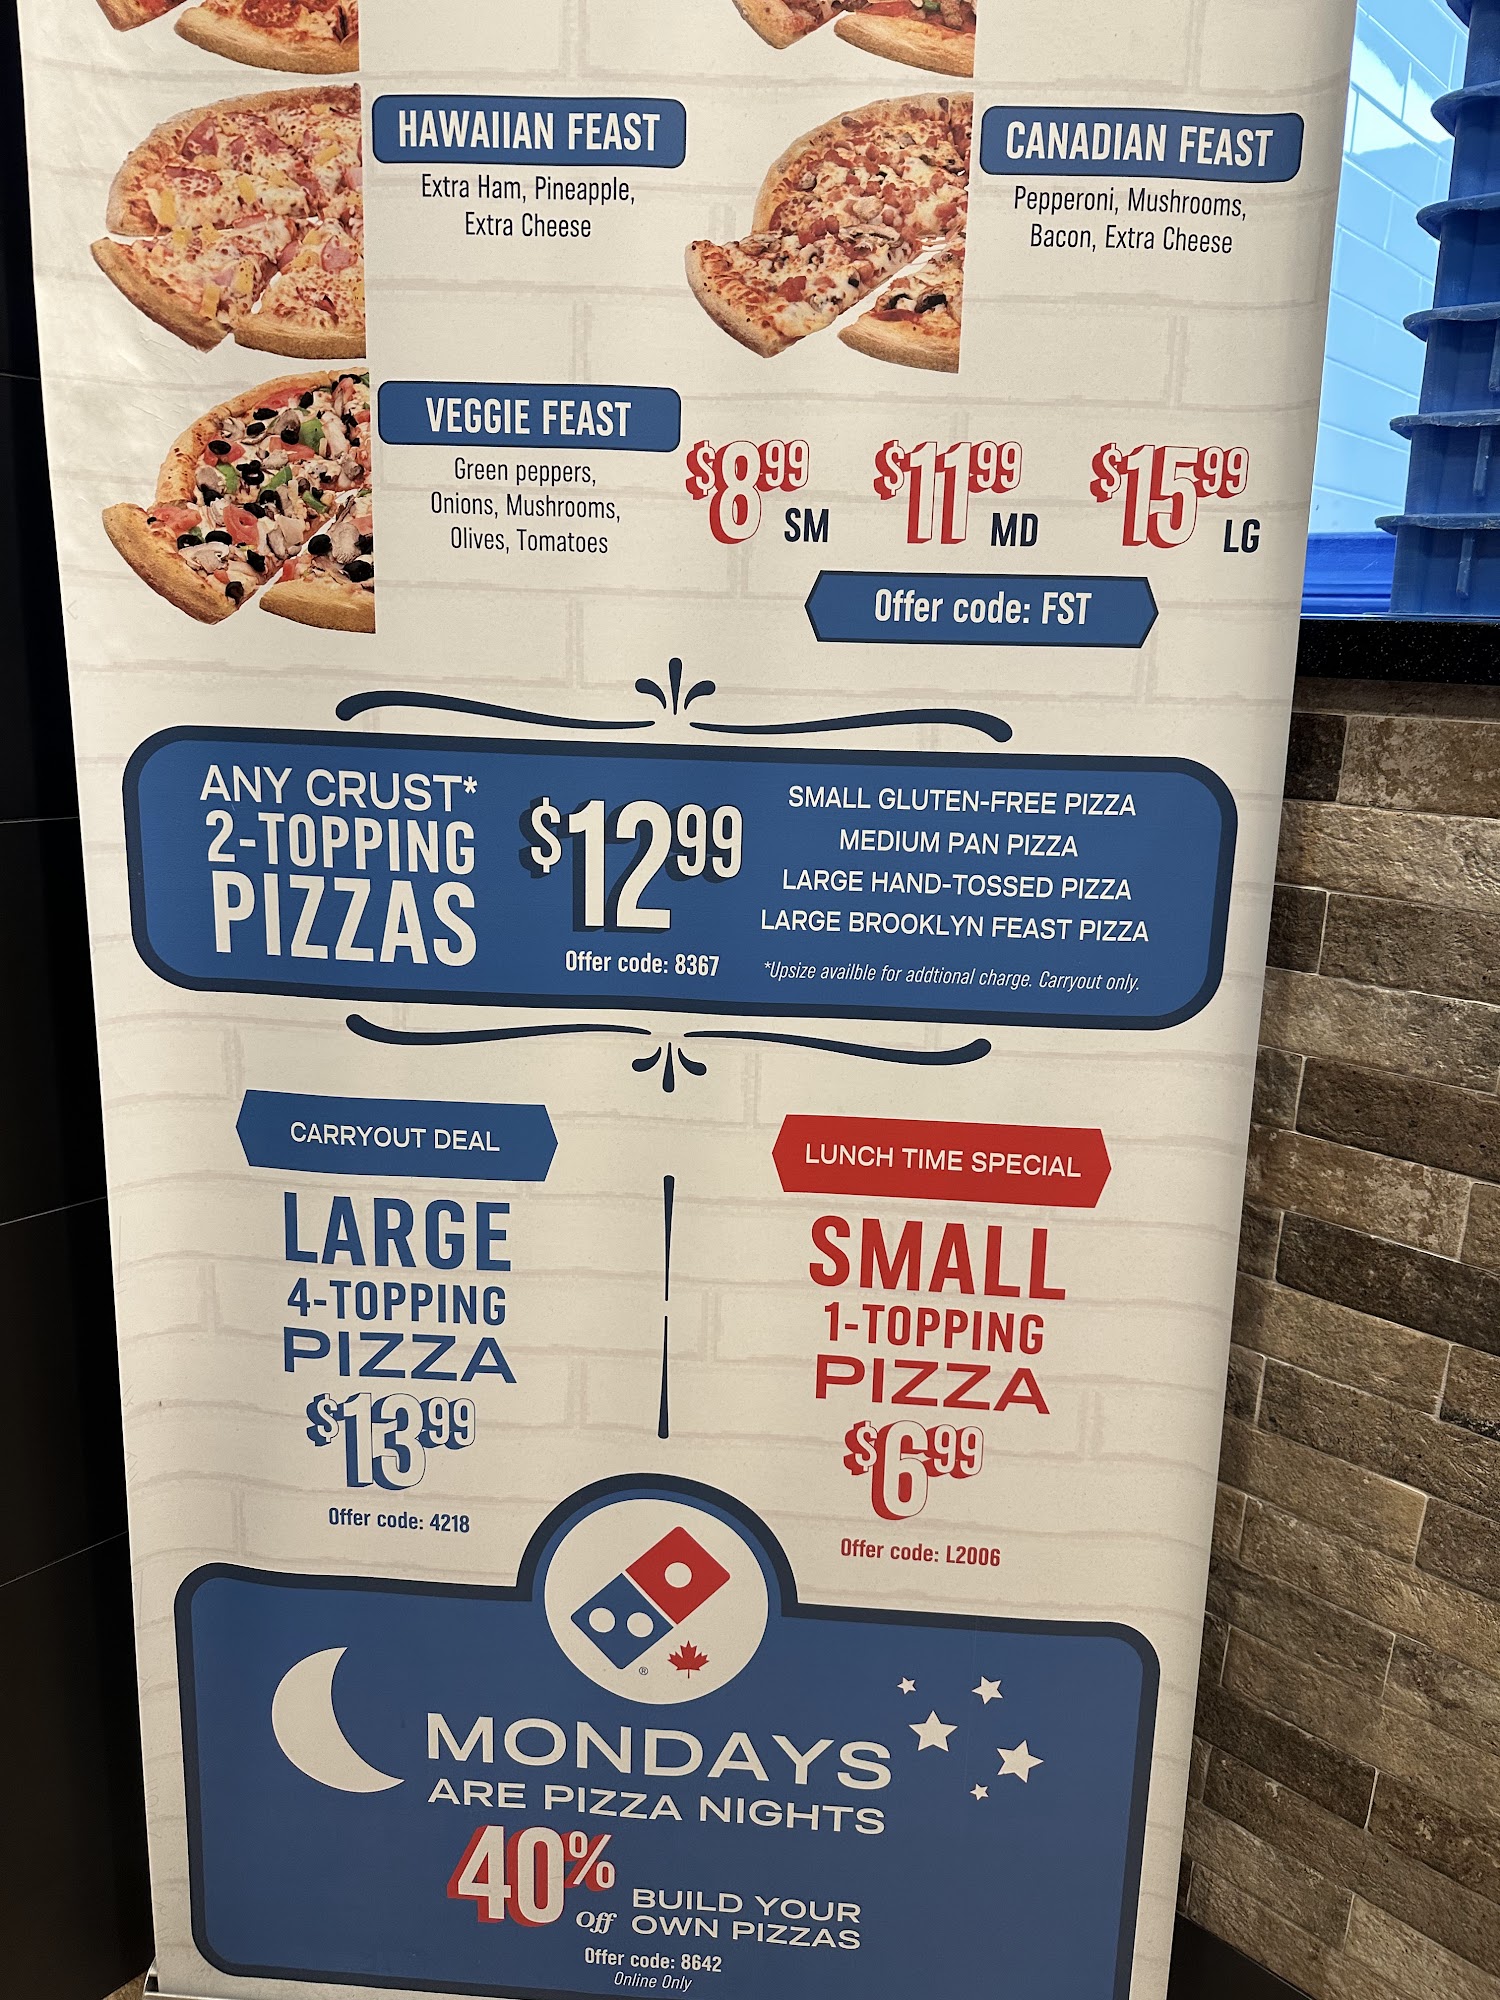 HAWAIIAN FEAST
Extra Ham, Pineapple,
Extra Cheese
CANADIAN FEAST
Pepperoni, Mushrooms,
Bacon, Extra Cheese
VEGGIE FEAST
Green peppers,
Onions, Mushrooms,
Olives, Tomatoes
$8.99 SM $11.99 MD $15.99 LG
Offer code: FST
ANY CRUST*
2-TOPPING
PIZZAS
$12.99
Offer code: 8367
SMALL GLUTEN-FREE PIZZA
MEDIUM PAN PIZZA
LARGE HAND-TOSSED PIZZA
LARGE BROOKLYN FEAST PIZZA
*Upsize availble for addtional charge. Carryout only.
CARRYOUT DEAL
LARGE
4-TOPPING
PIZZA
$13.99
Offer code: 4218
LUNCH TIME SPECIAL
SMALL
1-TOPPING
PIZZA
$6.99
Offer code: L2006
®
MONDAYS
ARE PIZZA NIGHTS
40% Off
BUILD YOUR
OWN PIZZAS
Offer code: 8642
Online Only